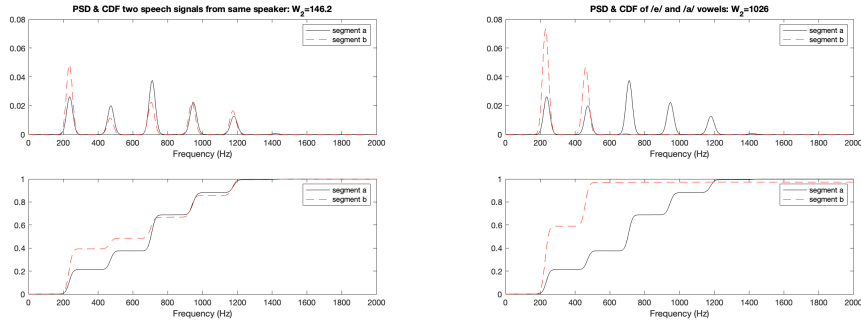 PSD & CDF two speech signals from same speaker: W2=146.2
0.08
0.06
0.04
0.02
0
segment a
segment b
0 200 400 600 800 1000 1200 1400 1600 1800 2000
Frequency (Hz)
1
0.8
0.6
0.4
0.2
0
segment a
segment b
0 200 400 600 800 1000 1200 1400 1600 1800 2000
Frequency (Hz)
PSD & CDF of /e/ and /a/ vowels: W2=1026
0.08
0.06
0.04
0.02
0
segment a
segment b
0 200 400 600 800 1000 1200 1400 1600 1800 2000
Frequency (Hz)
1
0.8
0.6
0.4
0.2
0
segment a
segment b
0 200 400 600 800 1000 1200 1400 1600 1800 2000
Frequency (Hz)